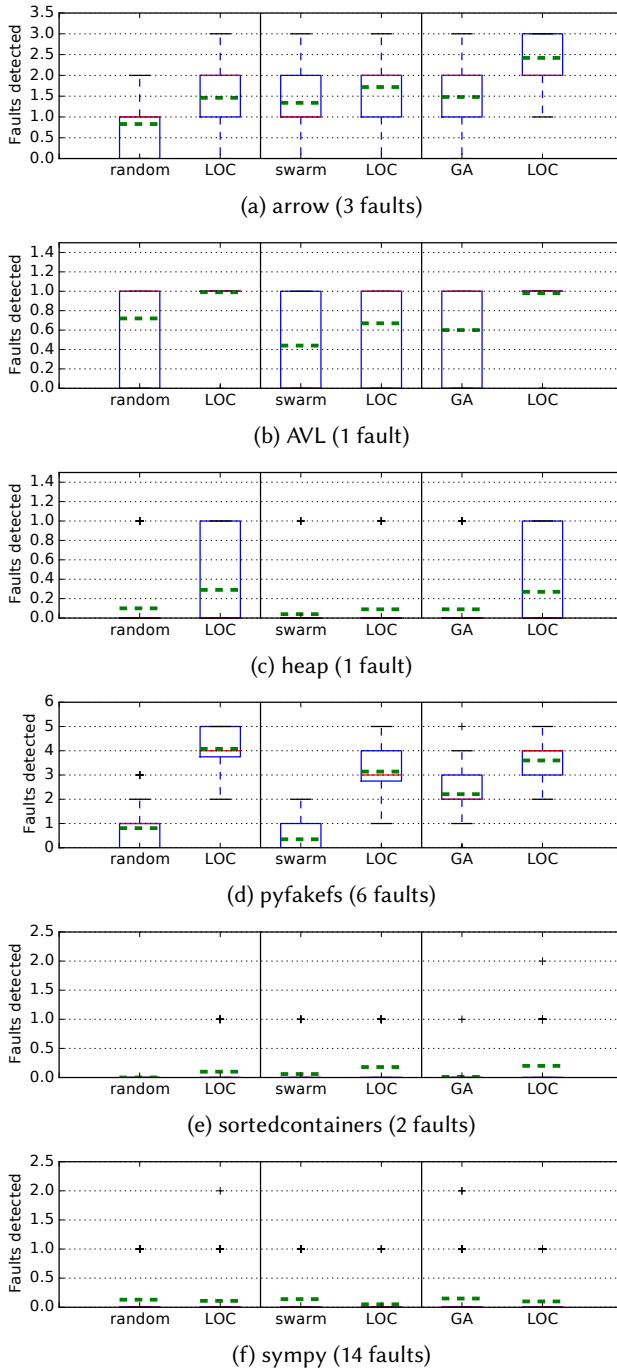 Faults detected
3.5
3.0
2.5
2.0
1.5
1.0
0.5
0.0
random LOC swarm LOC GA LOC
(a) arrow (3 faults)
Faults detected
1.4
1.2
1.0
0.8
0.6
0.4
0.2
0.0
random LOC swarm LOC GA LOC
(b) AVL (1 fault)
Faults detected
1.4
1.2
1.0
0.8
0.6
0.4
0.2
0.0
random LOC swarm LOC GA LOC
(c) heap (1 fault)
Faults detected
6
5
4
3
2
1
0
random LOC swarm LOC GA LOC
(d) pyfakefs (6 faults)
Faults detected
2.5
2.0
1.5
1.0
0.5
0.0
random LOC swarm LOC GA LOC
(e) sortedcontainers (2 faults)
Faults detected
2.5
2.0
1.5
1.0
0.5
0.0
random LOC swarm LOC GA LOC
(f) sympy (14 faults)